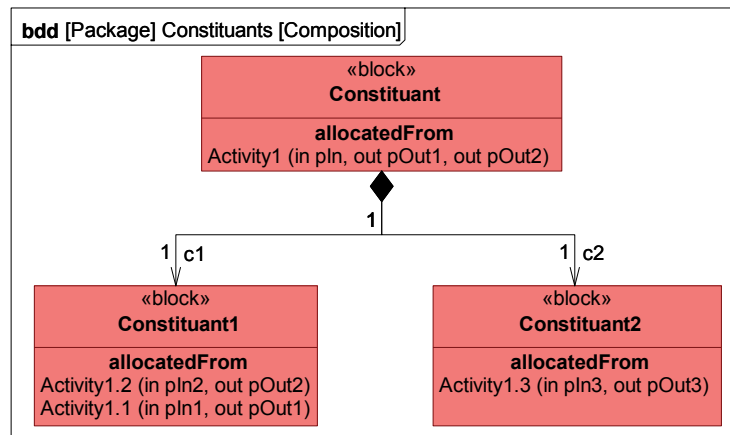 bdd [Package] Constituants [Composition]
«block»
Constituant
allocatedFrom
Activity1 (in pIn, out pOut1, out pOut2)
1
1 c1
1 c2
«block»
Constituant1
allocatedFrom
Activity1.2 (in pIn2, out pOut2)
Activity1.1 (in pIn1, out pOut1)
«block»
Constituant2
allocatedFrom
Activity1.3 (in pIn3, out pOut3)